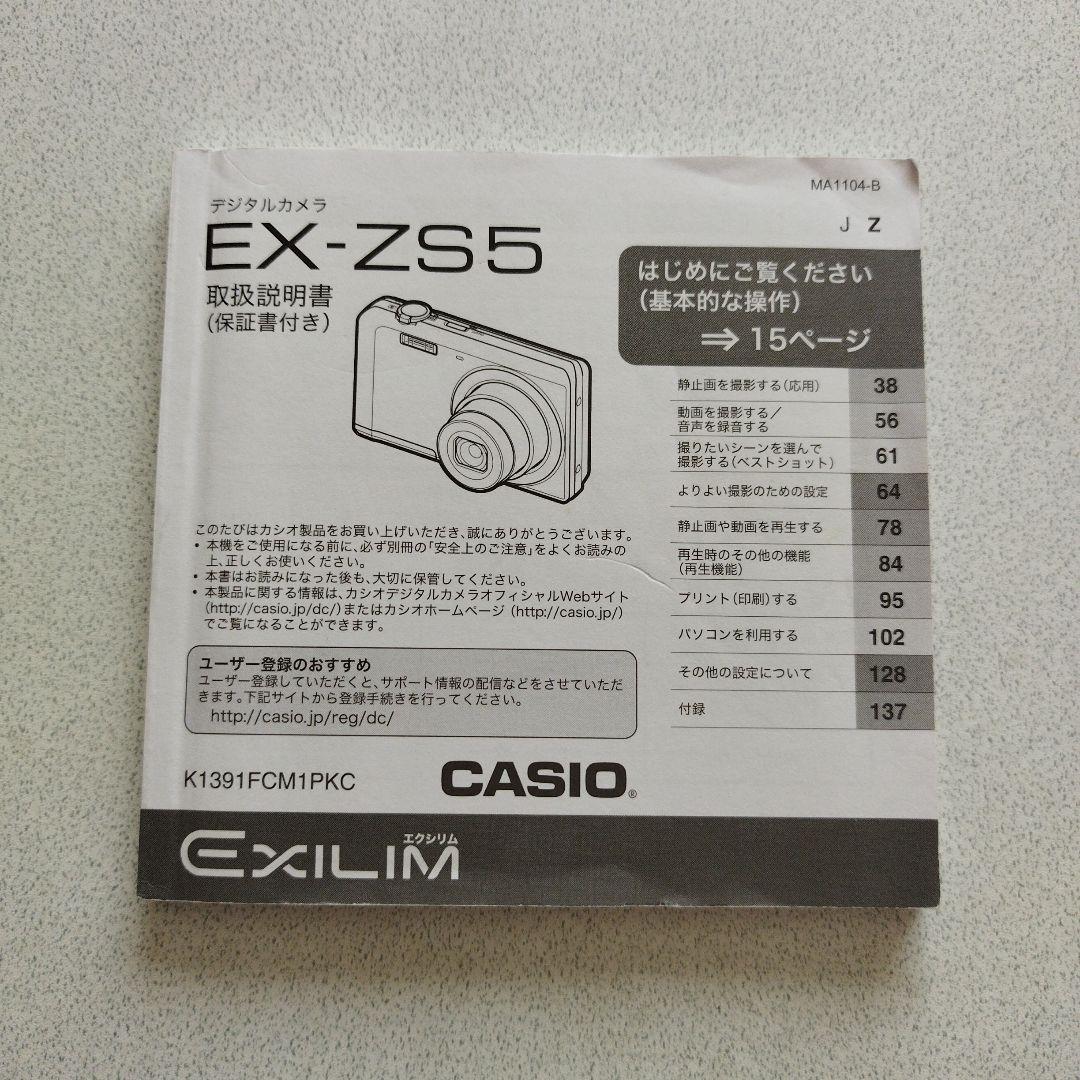 MA1104-B
J Z
デジタルカメラ
EX-ZS5
取扱説明書
(保証書付き)
はじめにご覧ください
(基本的な操作)
⇒ 15ページ
静止画を撮影する(応用) 38
動画を撮影する/
音声を録音する 56
撮りたいシーンを選んで
撮影する(ベストショット) 61
よりよい撮影のための設定 64
静止画や動画を再生する 78
再生時のその他の機能
(再生機能) 84
プリント(印刷)する 95
パソコンを利用する 102
その他の設定について 128
付録 137
このたびはカシオ製品をお買い上げいただき、誠にありがとうございます。
• 本機をご使用になる前に、必ず別冊の「安全上のご注意」をよくお読みの
上、正しくお使いください。
• 本書はお読みになった後も、大切に保管してください。
• 本製品に関する情報は、カシオデジタルカメラオフィシャルWebサイト
(http://casio.jp/dc/)またはカシオホームページ (http://casio.jp/)
でご覧になることができます。
ユーザー登録のおすすめ
ユーザー登録していただくと、サポート情報の配信などをさせていただ
きます。下記サイトから登録手続きを行ってください。
http://casio.jp/reg/dc/
K1391FCM1PKC
CASIO®
エクシリム
EXILIM